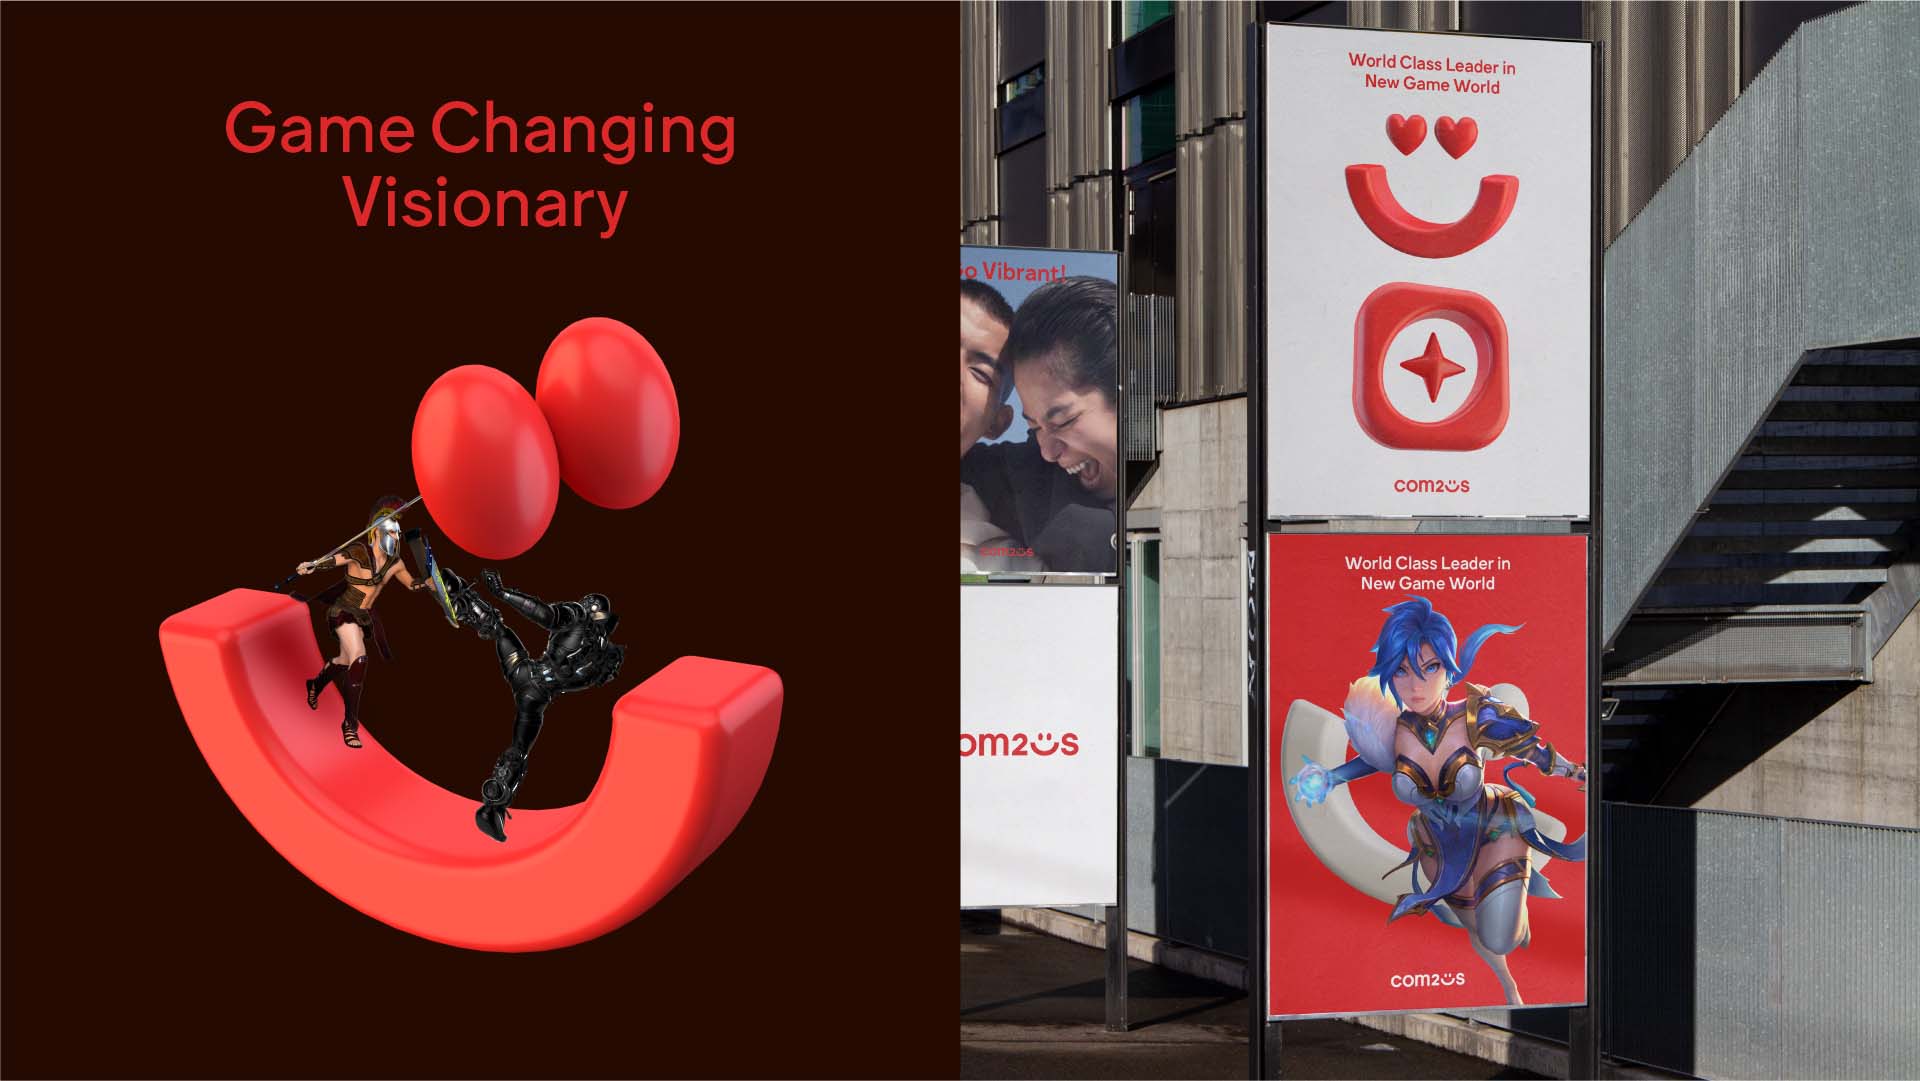 Game Changing
Visionary
o Vibrant!
com2us
om2us
World Class Leader in
New Game World
com2us
World Class Leader in
New Game World
com2us